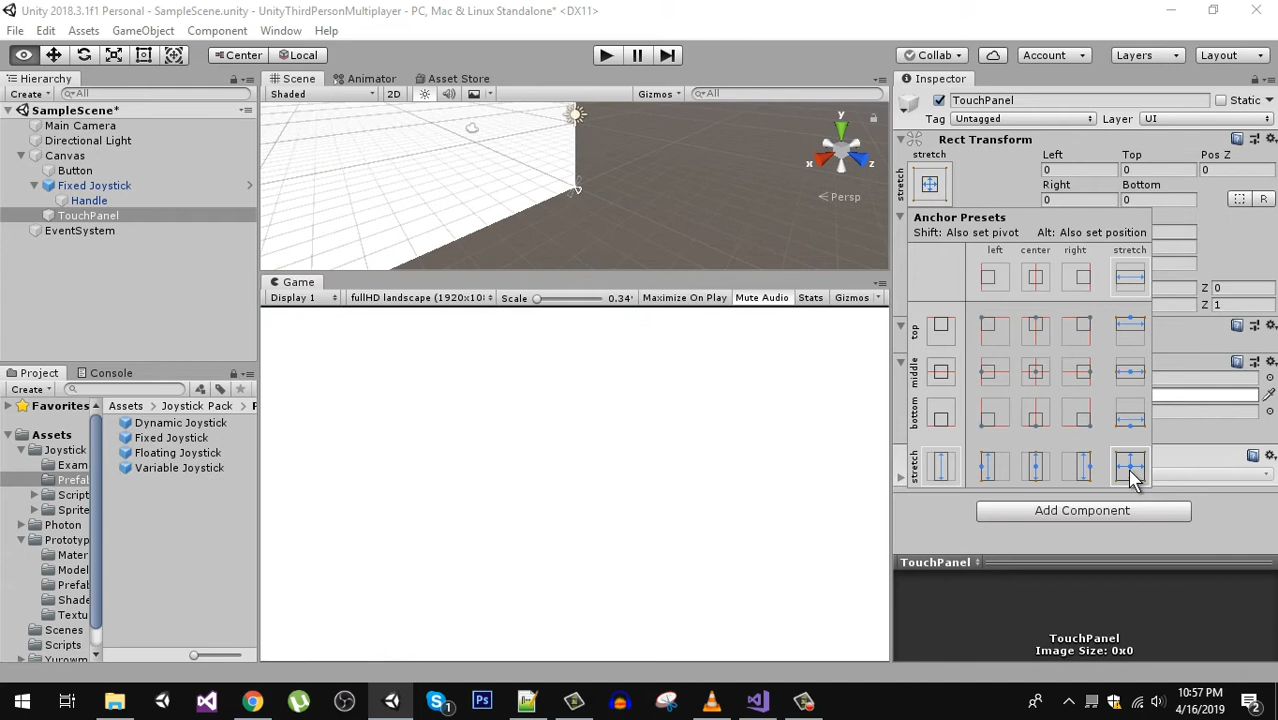 Unity 2018.3.1f1 Personal - SampleScene.unity - UnityThirdPersonMultiplayer - PC, Mac & Linux Standalone* <DX11>
File Edit Assets GameObject Component Window Help
Center Local Collab Account Layers Layout
Hierarchy
Create All
SampleScene*
Main Camera
Directional Light
Canvas
Button
Fixed Joystick
Handle
TouchPanel
EventSystem
Scene Animator Asset Store
Shaded 2D Gizmos All
y
x
z
Persp
Game
Display 1 fullHD landscape (1920x10 Scale 0.34 Maximize On Play Mute Audio Stats Gizmos
Project Console
Create
Favorites
Assets
Joystick
Exam
Prefab
Script
Sprite
Photon
Prototyp
Mater
Model
Prefab
Shade
Textu
Scenes
Scripts
Yurowm
Assets Joystick Pack
Dynamic Joystick
Fixed Joystick
Floating Joystick
Variable Joystick
Inspector
TouchPanel Static
Tag Untagged Layer UI
Rect Transform
stretch Left Top Pos Z
stretch
0 0 0
Right Bottom
0 0 R
Anchor Presets
Shift: Also set pivot Alt: Also set position
left center right stretch
top
middle
bottom
stretch
Z 0
Z 1
Add Component
TouchPanel
TouchPanel
Image Size: 0x0
1
10:57 PM
4/16/2019
2